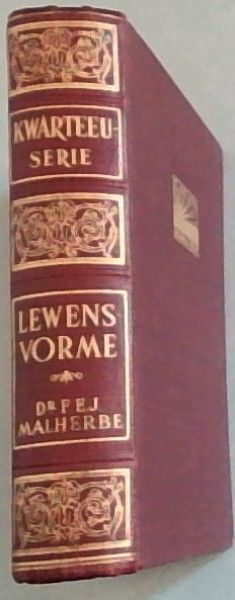 KWARTEEU-
SERIE
LEWENS
VORME
DR F E J
MALHERBE